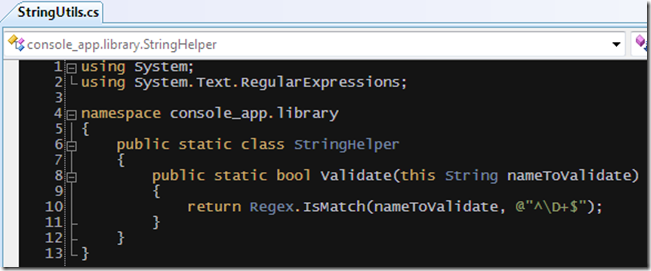 StringUtils.cs
console_app.library.StringHelper
1 using System;
2 using System.Text.RegularExpressions;
3
4 namespace console_app.library
5 {
6     public static class StringHelper
7     {
8         public static bool Validate(this String nameToValidate)
9         {
10             return Regex.IsMatch(nameToValidate, @"^\D+$");
11         }
12     }
13 }